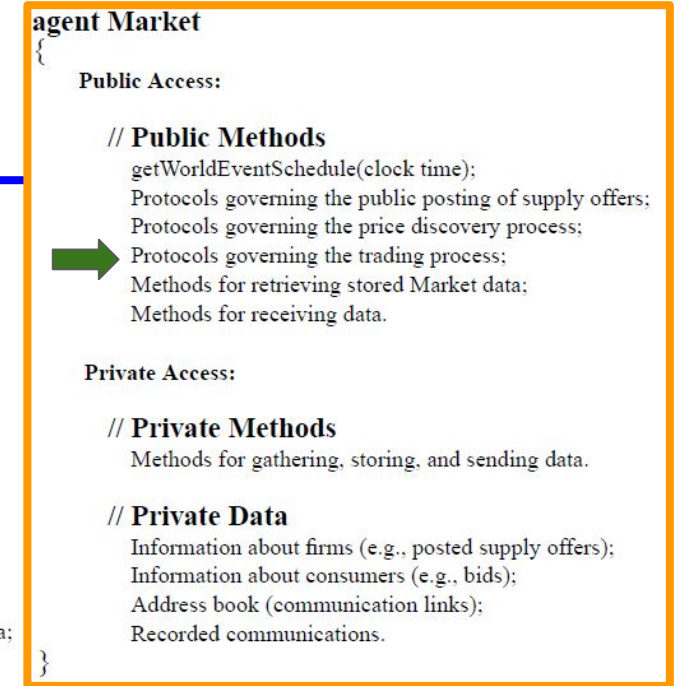 agent Market
{
Public Access:
// Public Methods
getWorldEventSchedule(clock time);
Protocols governing the public posting of supply offers;
Protocols governing the price discovery process;
Protocols governing the trading process;
Methods for retrieving stored Market data;
Methods for receiving data.
Private Access:
// Private Methods
Methods for gathering, storing, and sending data.
// Private Data
Information about firms (e.g., posted supply offers);
Information about consumers (e.g., bids);
Address book (communication links);
a;
Recorded communications.
}